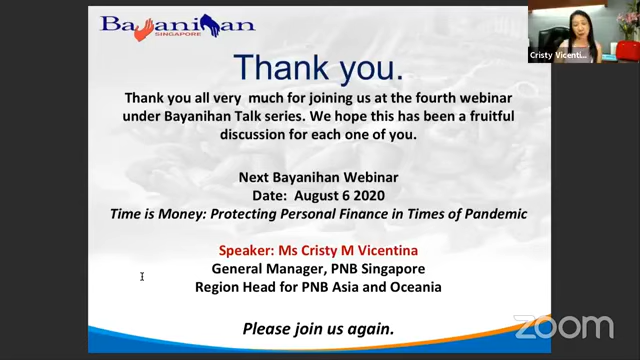 Bayanihan
SINGAPORE
Thank you.
Thank you all very much for joining us at the fourth webinar
under Bayanihan Talk series. We hope this has been a fruitful
discussion for each one of you.
Next Bayanihan Webinar
Date: August 6 2020
Time is Money: Protecting Personal Finance in Times of Pandemic
Speaker: Ms Cristy M Vicentina
General Manager, PNB Singapore
Region Head for PNB Asia and Oceania
Please join us again.
Cristy Vicenti...
zoom